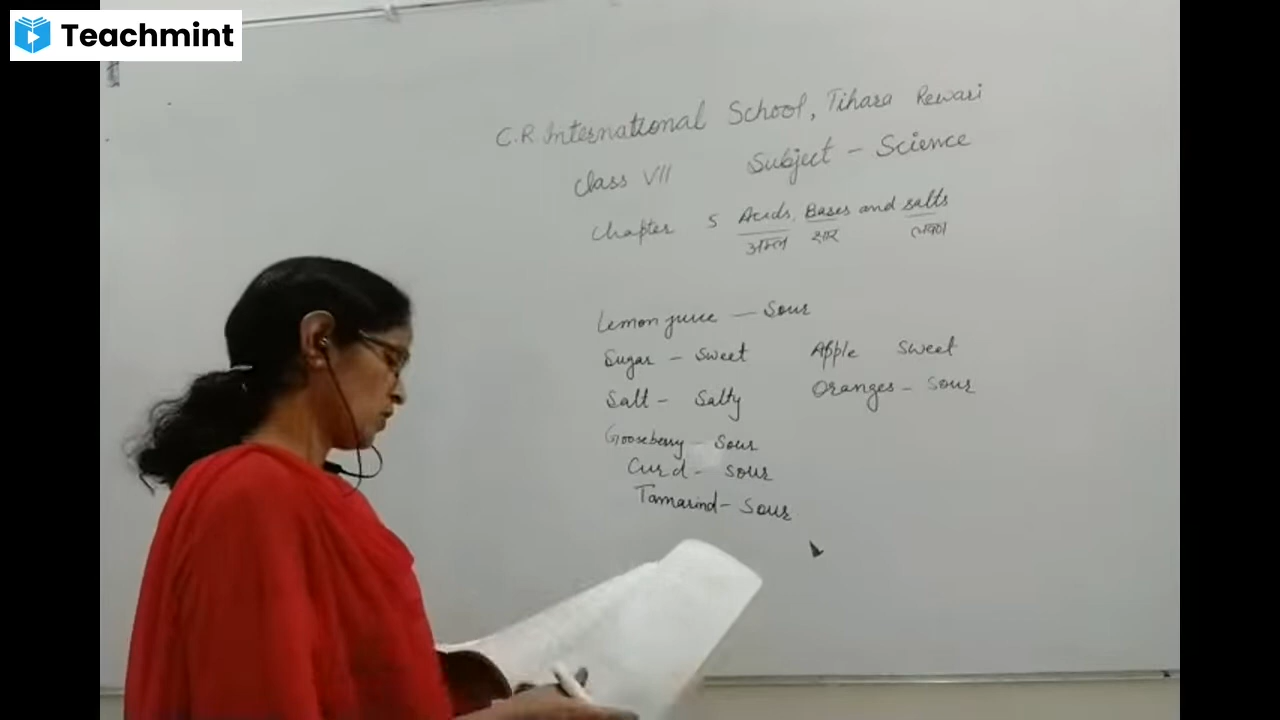 Teachmint
C.R. International School, Tihara Rewari
Class VII Subject - Science
Chapter 5 Acids, Bases and salts
अम्ल क्षार लवण
Lemon juice - Sour
Sugar - Sweet Apple Sweet
Salt - Salty Oranges - Sour
Gooseberry - Sour
Curd - Sour
Tamarind - Sour